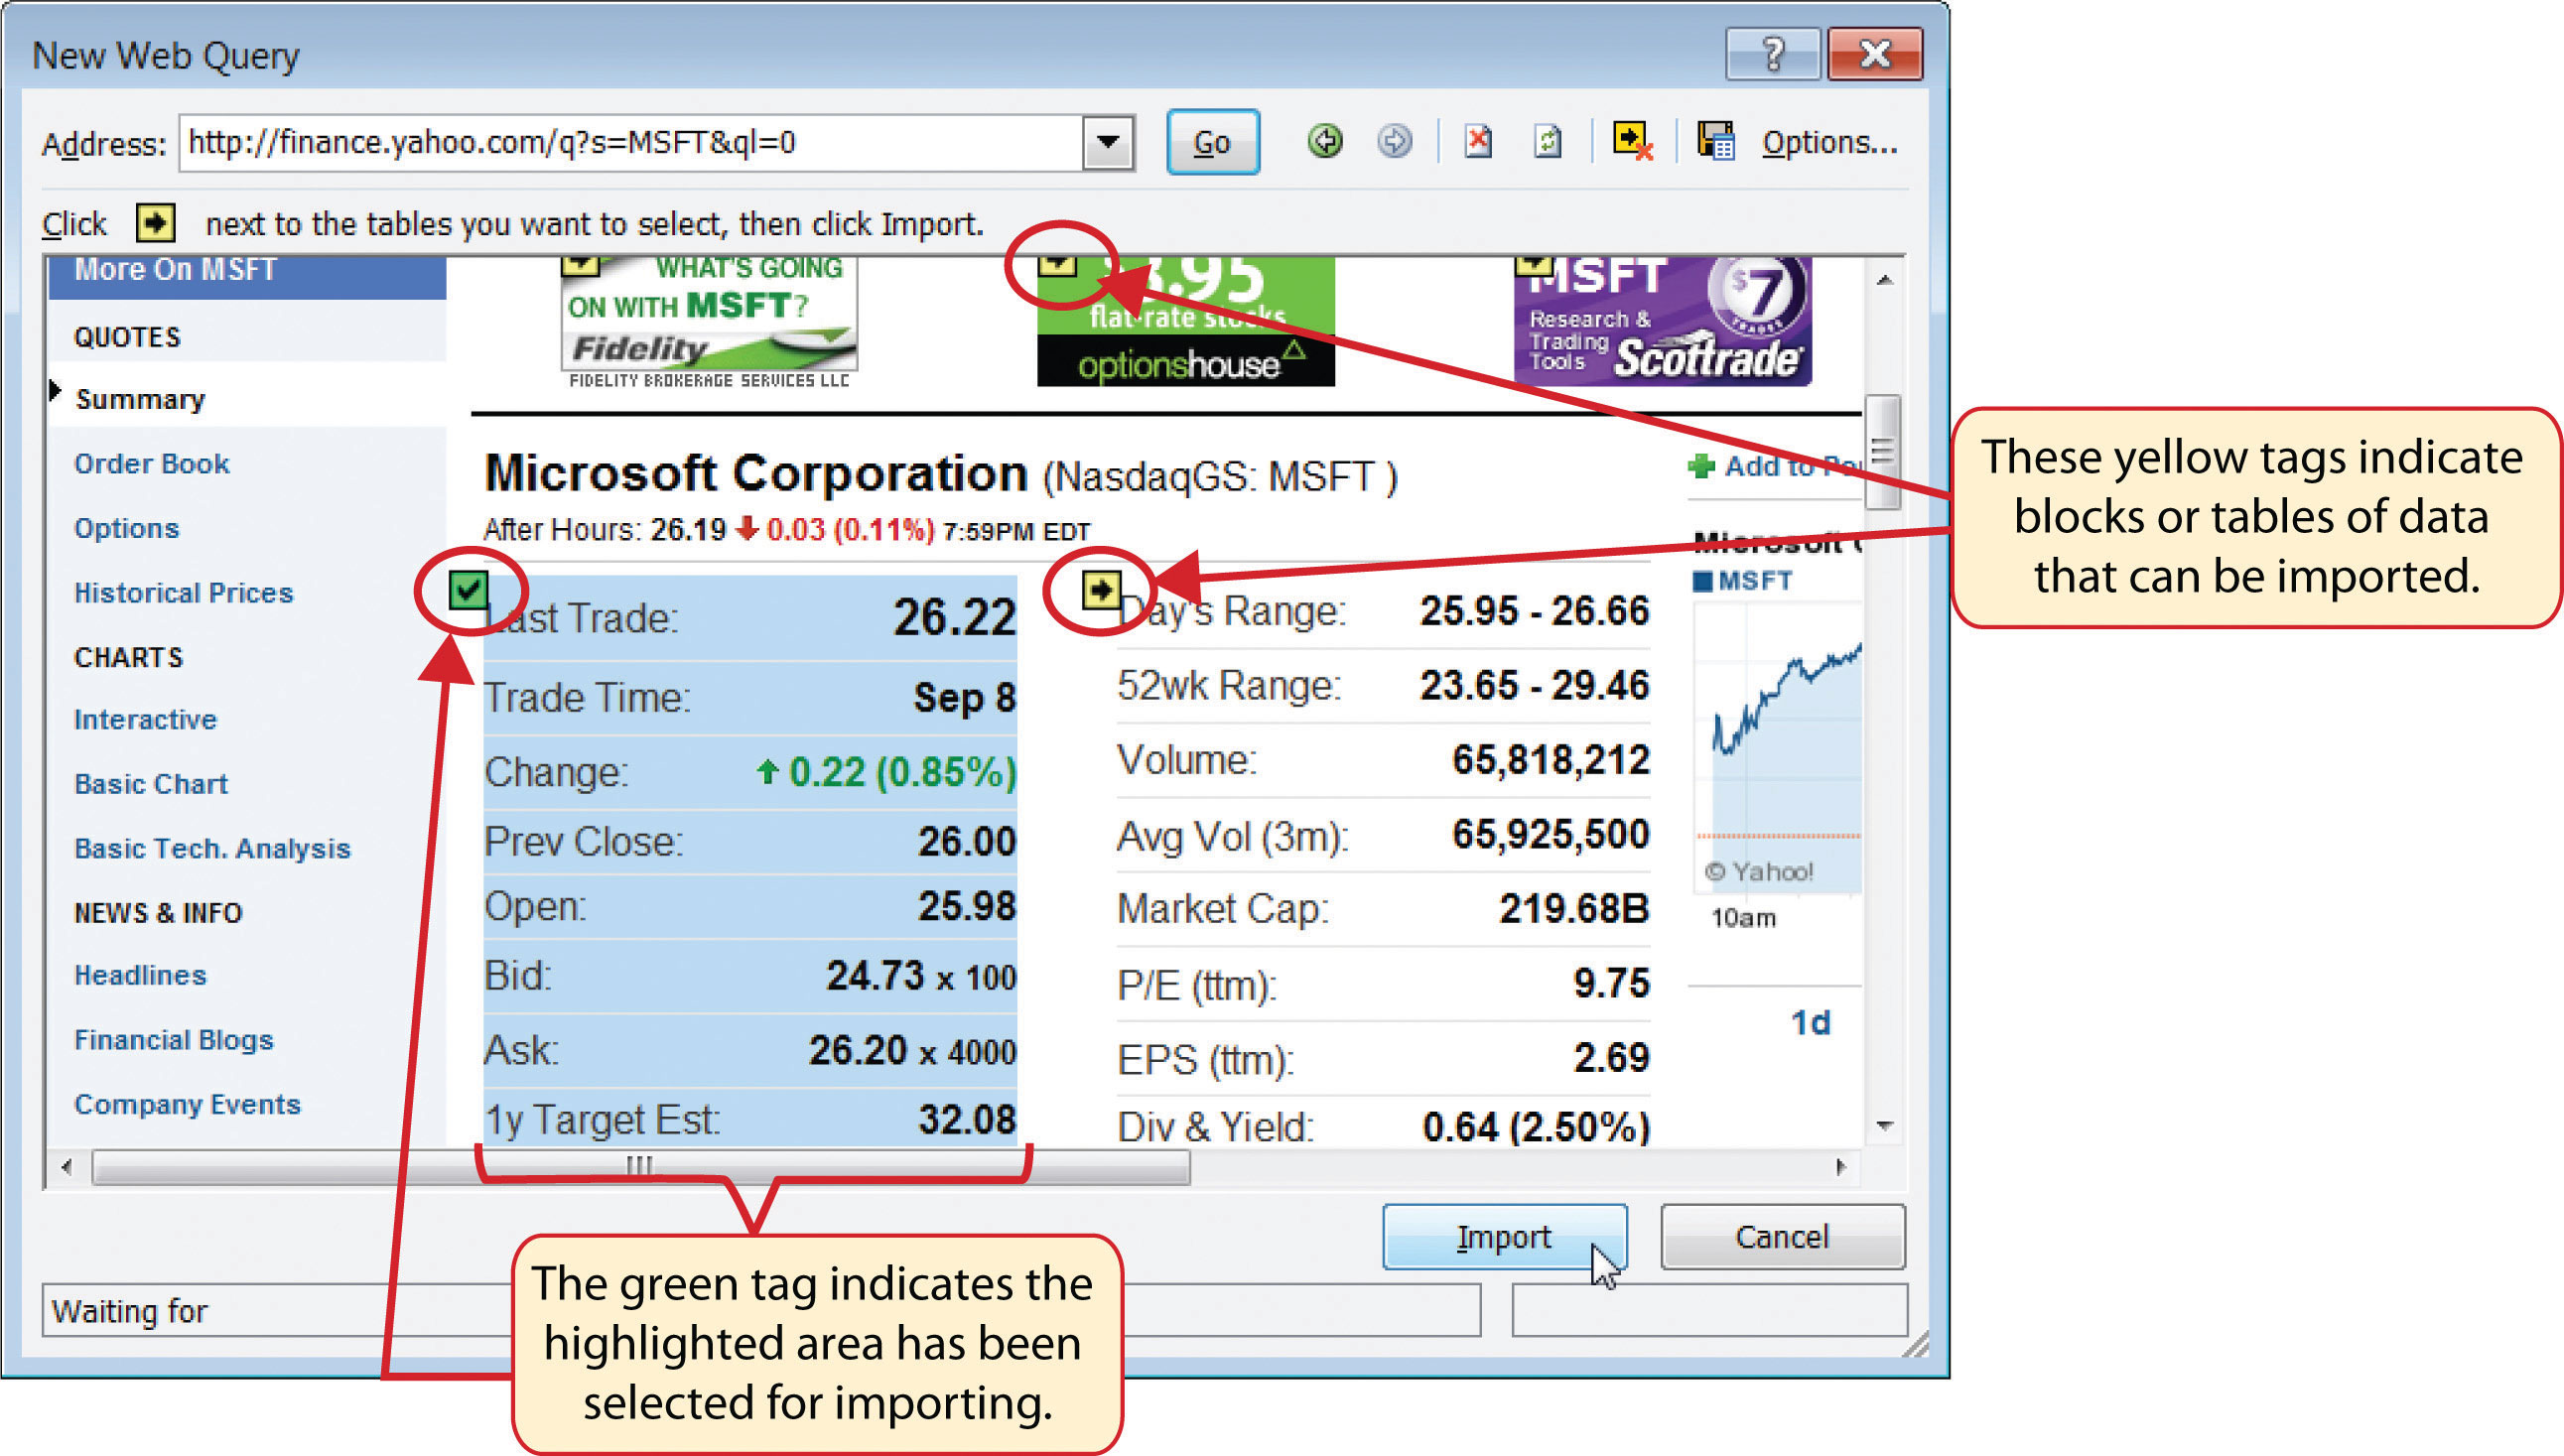 New Web Query
Address: http://finance.yahoo.com/q?s=MSFT&ql=0 Go Options...
Click next to the tables you want to select, then click Import.
More On MSFT
QUOTES
Summary
Order Book
Options
Historical Prices
CHARTS
Interactive
Basic Chart
Basic Tech. Analysis
NEWS & INFO
Headlines
Financial Blogs
Company Events
WHAT'S GOING
ON WITH MSFT?
Fidelity
FIDELITY BROKERAGE SERVICES LLC
.95
flat-rate stocks
optionshouse
MSFT
Research &
Trading
Tools
Scottrade
$7
TRADES
Microsoft Corporation (NasdaqGS: MSFT )
After Hours: 26.19 0.03 (0.11%) 7:59PM EDT
Last Trade: 26.22
Trade Time: Sep 8
Change: 0.22 (0.85%)
Prev Close: 26.00
Open: 25.98
Bid: 24.73 x 100
Ask: 26.20 x 4000
1y Target Est: 32.08
Day's Range: 25.95 - 26.66
52wk Range: 23.65 - 29.46
Volume: 65,818,212
Avg Vol (3m): 65,925,500
Market Cap: 219.68B
P/E (ttm): 9.75
EPS (ttm): 2.69
Div & Yield: 0.64 (2.50%)
Add to
Microsoft
MSFT
© Yahoo!
10am
1d
Import Cancel
Waiting for
These yellow tags indicate
blocks or tables of data
that can be imported.
The green tag indicates the
highlighted area has been
selected for importing.